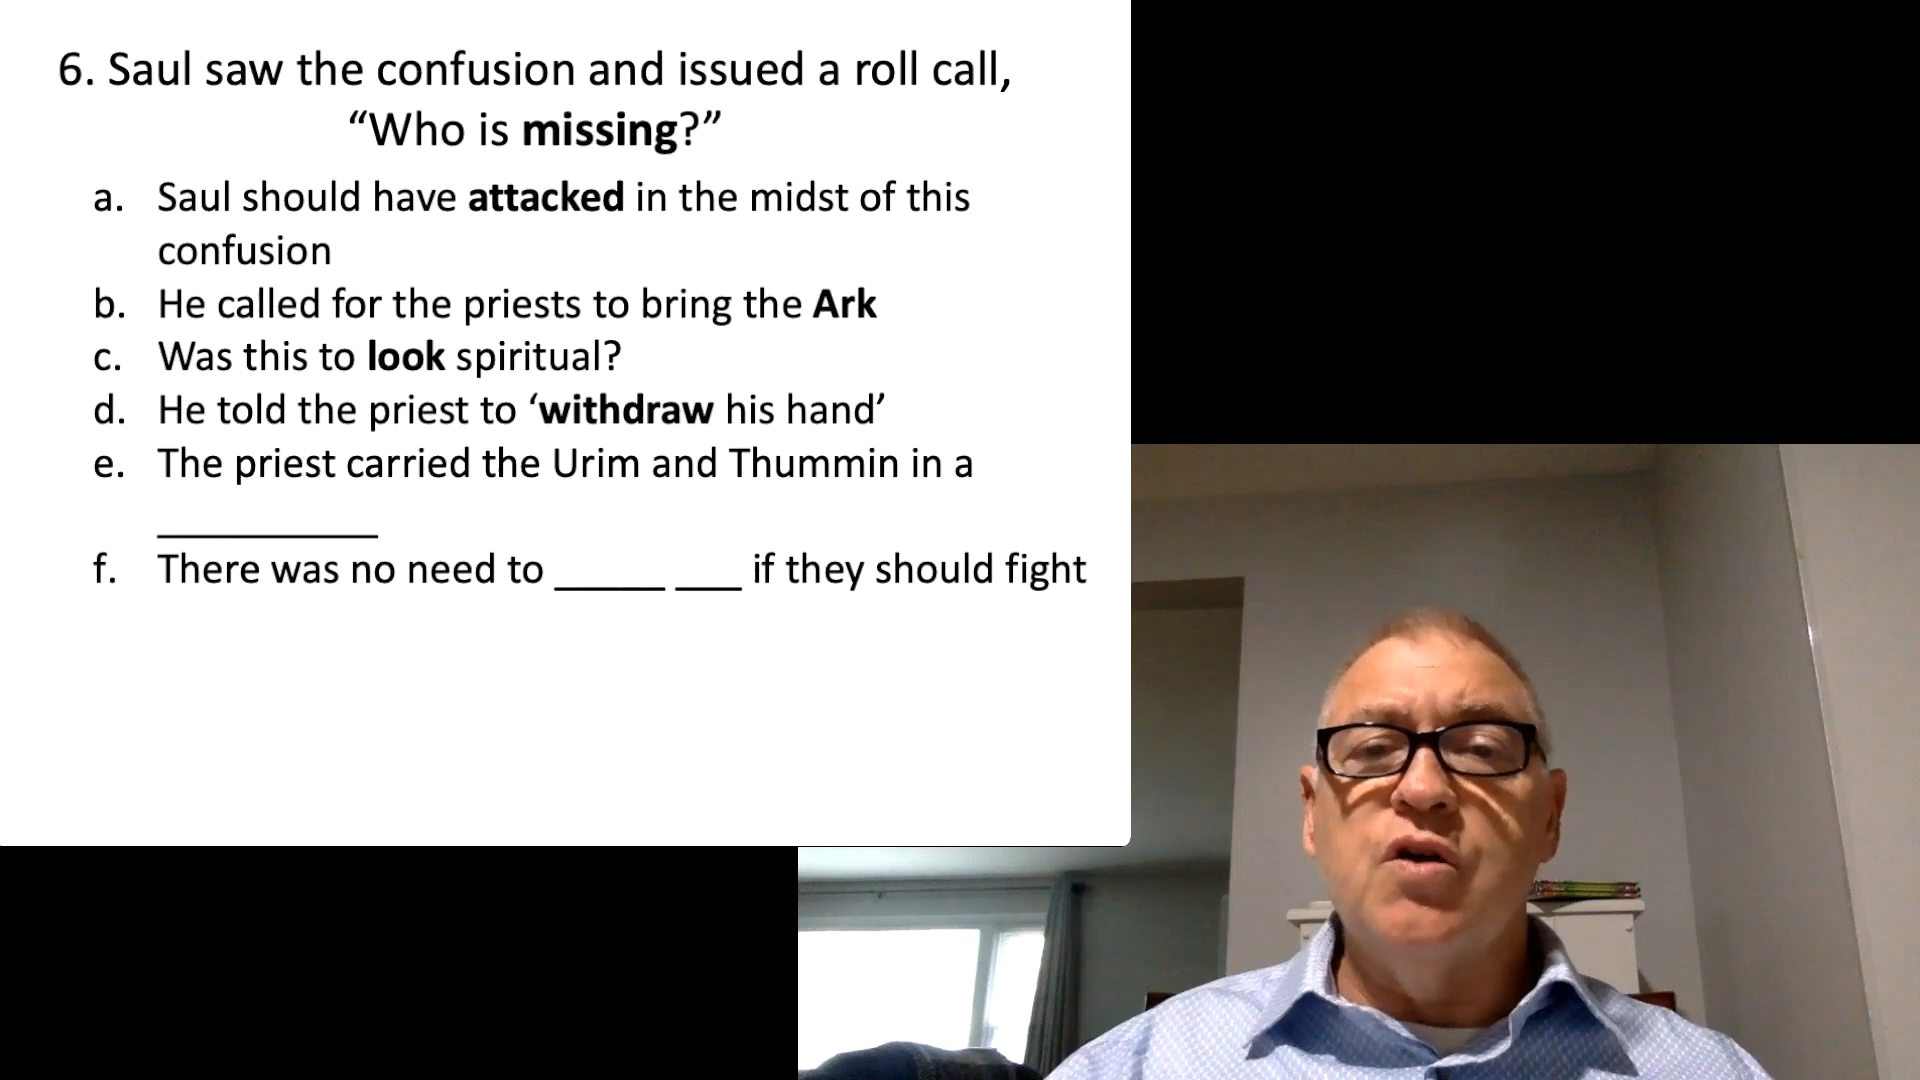 6. Saul saw the confusion and issued a roll call,
“Who is missing?”
a. Saul should have attacked in the midst of this
confusion
b. He called for the priests to bring the Ark
c. Was this to look spiritual?
d. He told the priest to ‘withdraw his hand’
e. The priest carried the Urim and Thummin in a
__________
f. There was no need to _____ ___ if they should fight